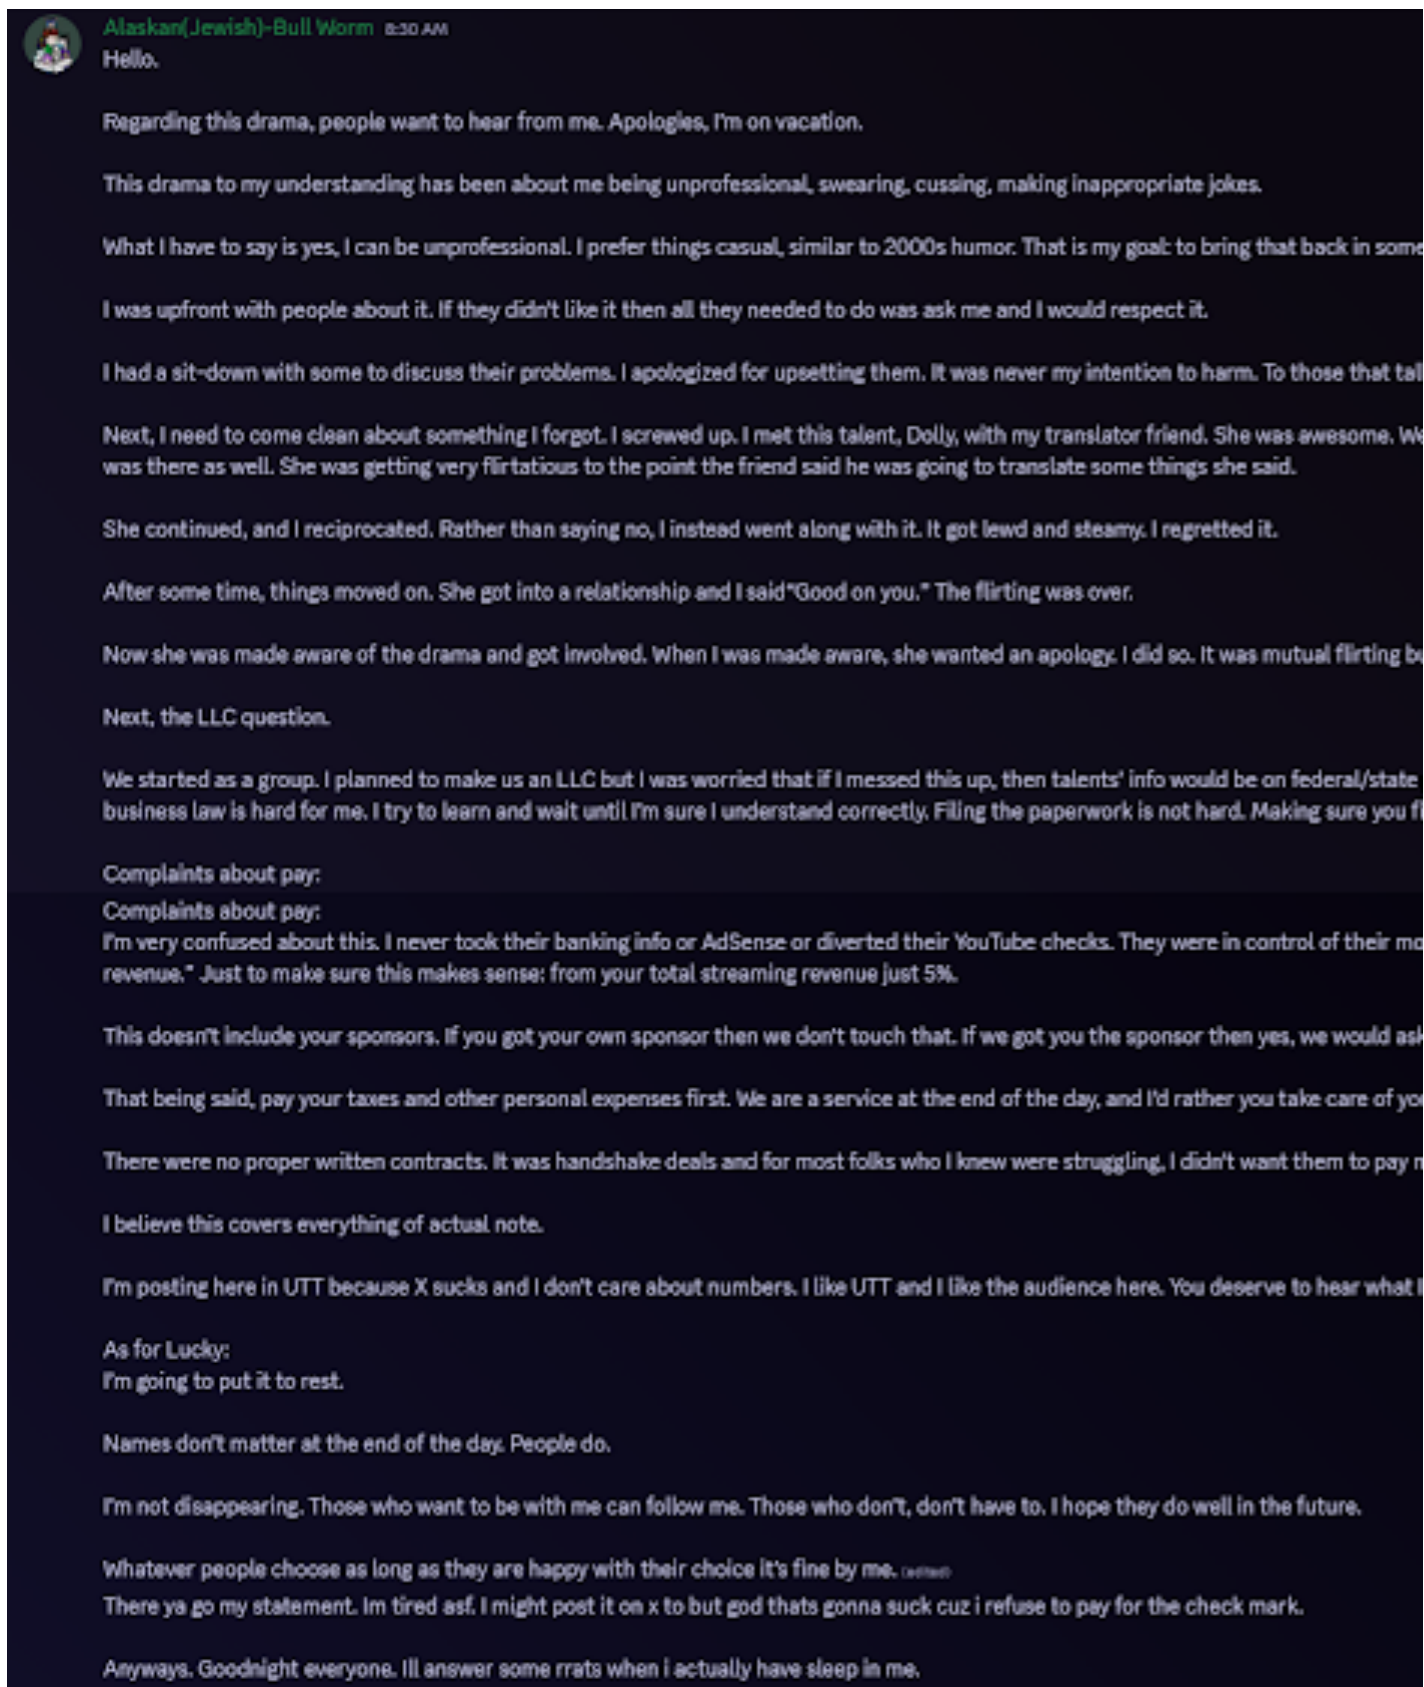 Alaskan(Jewish)-Bull Worm 8:30 AM
Hello.
Regarding this drama, people want to hear from me. Apologies, I'm on vacation.
This drama to my understanding has been about me being unprofessional, swearing, cussing, making inappropriate jokes.
What I have to say is yes, I can be unprofessional. I prefer things casual, similar to 2000s humor. That is my goal: to bring that back in some
I was upfront with people about it. If they didn't like it then all they needed to do was ask me and I would respect it.
I had a sit-down with some to discuss their problems. I apologized for upsetting them. It was never my intention to harm. To those that tal
Next, I need to come clean about something I forgot. I screwed up. I met this talent, Dolly, with my translator friend. She was awesome. We
was there as well. She was getting very flirtatious to the point the friend said he was going to translate some things she said.
She continued, and I reciprocated. Rather than saying no, I instead went along with it. It got lewd and steamy. I regretted it.
After some time, things moved on. She got into a relationship and I said"Good on you." The flirting was over.
Now she was made aware of the drama and got involved. When I was made aware, she wanted an apology. I did so. It was mutual flirting bu
Next, the LLC question.
We started as a group. I planned to make us an LLC but I was worried that if I messed this up, then talents' info would be on federal/state
business law is hard for me. I try to learn and wait until I'm sure I understand correctly. Filing the paperwork is not hard. Making sure you fi
Complaints about pay:
Complaints about pay:
I'm very confused about this. I never took their banking info or AdSense or diverted their YouTube checks. They were in control of their mo
revenue." Just to make sure this makes sense: from your total streaming revenue just 5%.
This doesn't include your sponsors. If you got your own sponsor then we don't touch that. If we got you the sponsor then yes, we would ask
That being said, pay your taxes and other personal expenses first. We are a service at the end of the day, and I'd rather you take care of you
There were no proper written contracts. It was handshake deals and for most folks who I knew were struggling, I didn't want them to pay m
I believe this covers everything of actual note.
I'm posting here in UTT because X sucks and I don't care about numbers. I like UTT and I like the audience here. You deserve to hear what I
As for Lucky:
I'm going to put it to rest.
Names don't matter at the end of the day. People do.
I'm not disappearing. Those who want to be with me can follow me. Those who don't, don't have to. I hope they do well in the future.
Whatever people choose as long as they are happy with their choice it's fine by me. (edited)
There ya go my statement. Im tired asf. I might post it on x to but god thats gonna suck cuz i refuse to pay for the check mark.
Anyways. Goodnight everyone. Ill answer some rrats when i actually have sleep in me.